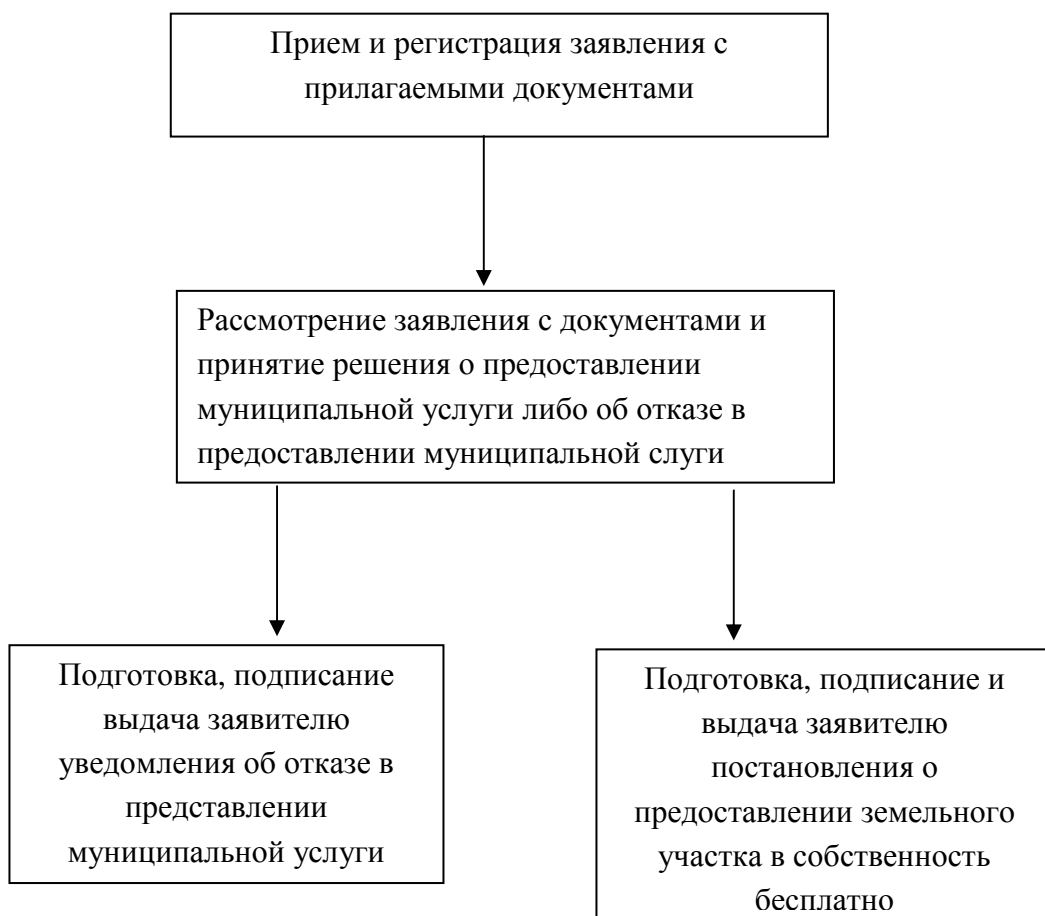 Прием и регистрация заявления с
прилагаемыми документами
Рассмотрение заявления с документами и
принятие решения о предоставлении
муниципальной услуги либо об отказе в
предоставлении муниципальной слуги
Подготовка, подписание
выдача заявителю
уведомления об отказе в
представлении
муниципальной услуги
Подготовка, подписание и
выдача заявителю
постановления о
предоставлении земельного
участка в собственность
бесплатно